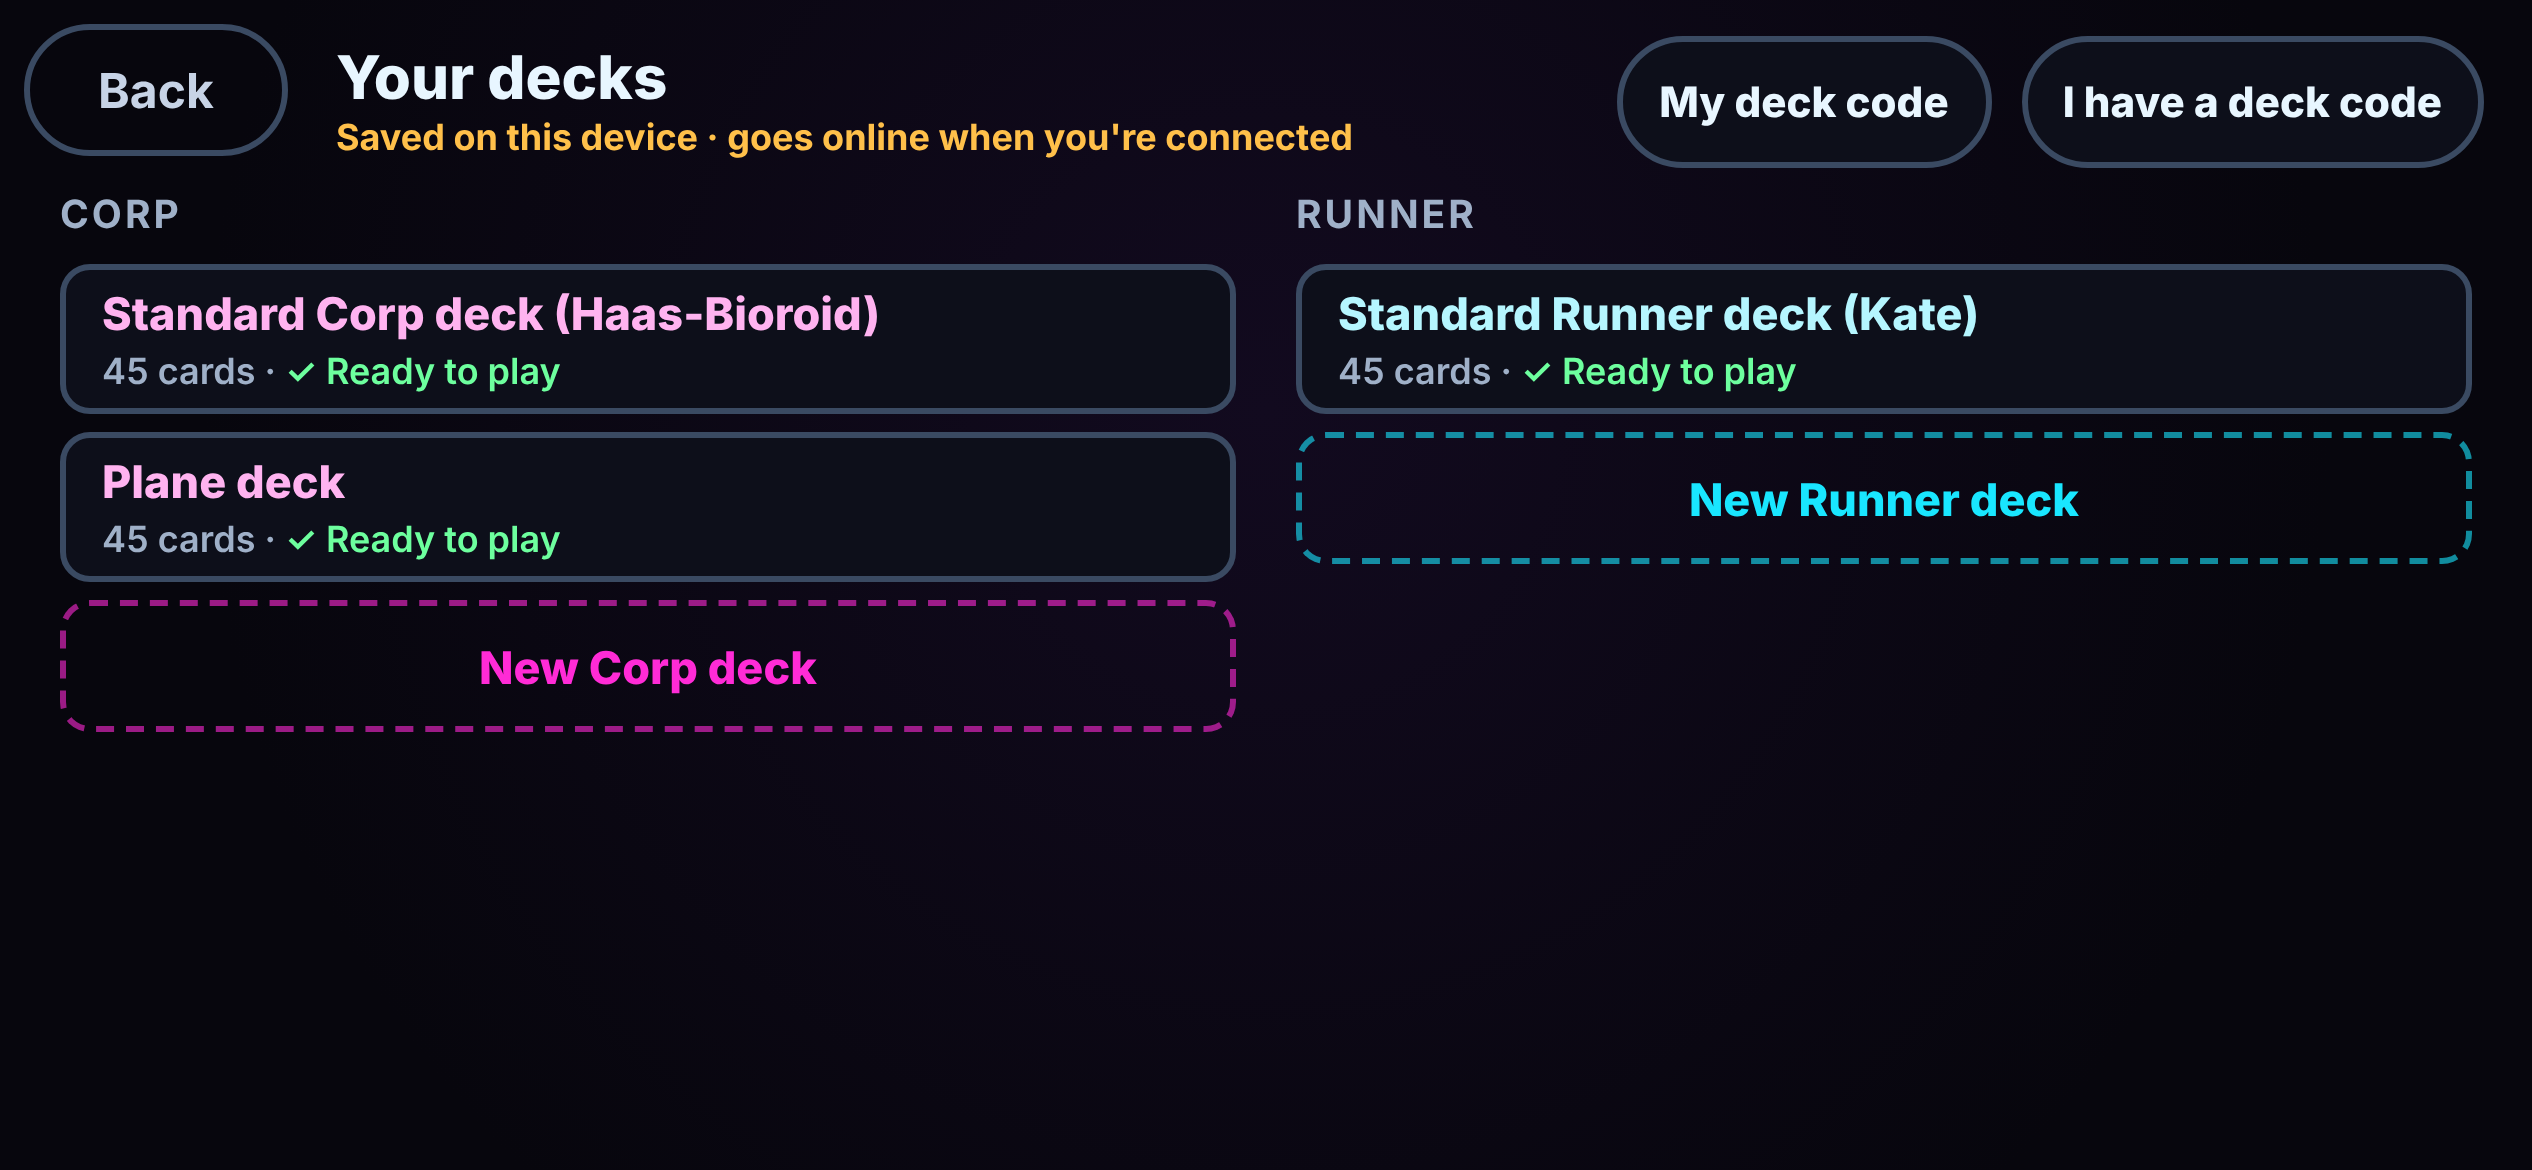 Back
Your decks
Saved on this device · goes online when you're connected
My deck code
I have a deck code
CORP
Standard Corp deck (Haas-Bioroid)
45 cards · ✓ Ready to play
Plane deck
45 cards · ✓ Ready to play
New Corp deck
RUNNER
Standard Runner deck (Kate)
45 cards · ✓ Ready to play
New Runner deck